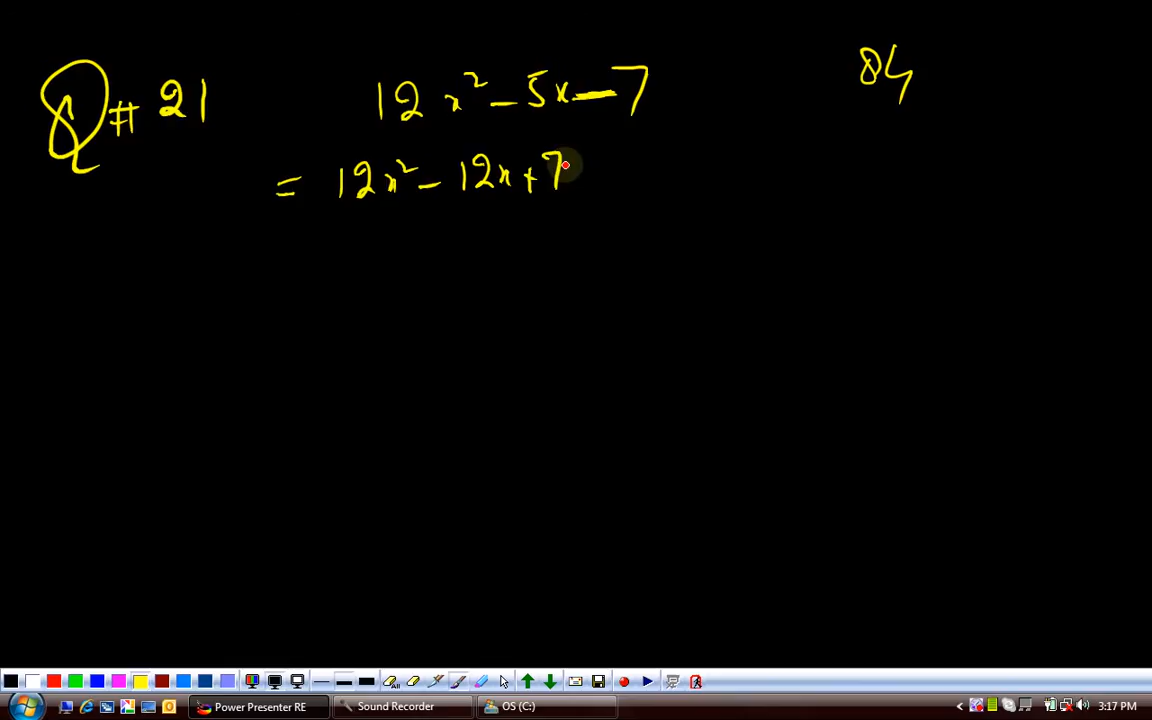 Q # 21 12x² - 5x - 7 84
= 12x² - 12x + 7
Power Presenter RE Sound Recorder OS (C:) < 3:17 PM